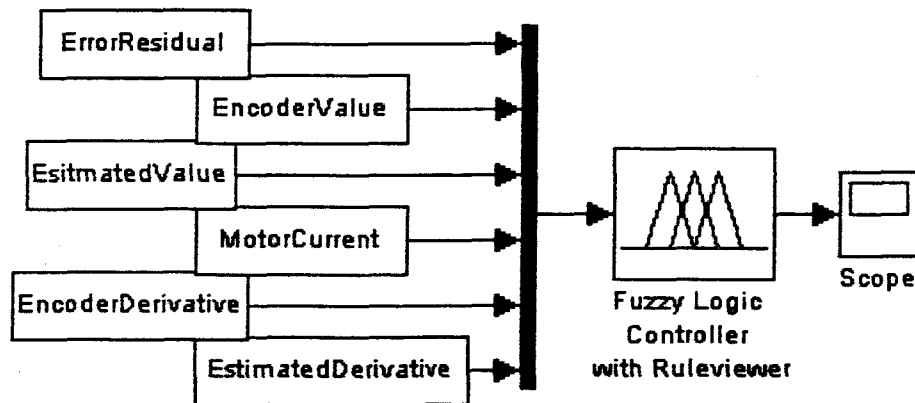 ErrorResidual
EncoderValue
EsitmatedValue
MotorCurrent
EncoderDerivative
EstimatedDerivative
Fuzzy Logic
Controller
with Ruleviewer
Scope